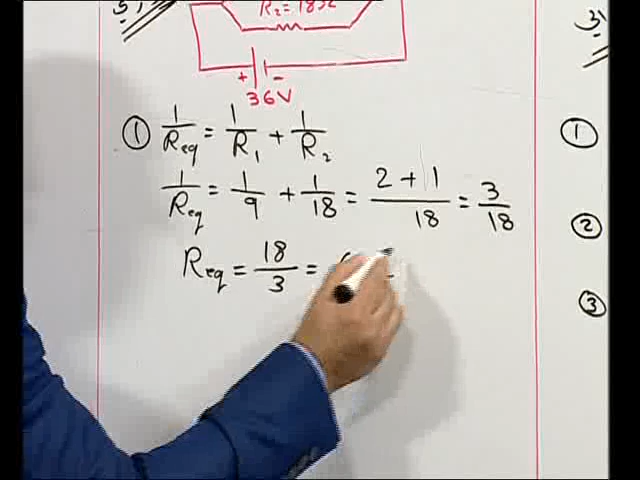 R₂ = 18Ω
+ -
36V
① 1/Req = 1/R₁ + 1/R₂
1/Req = 1/9 + 1/18 = 2 + 1/18 = 3/18
Req = 18/3 =
①
②
③